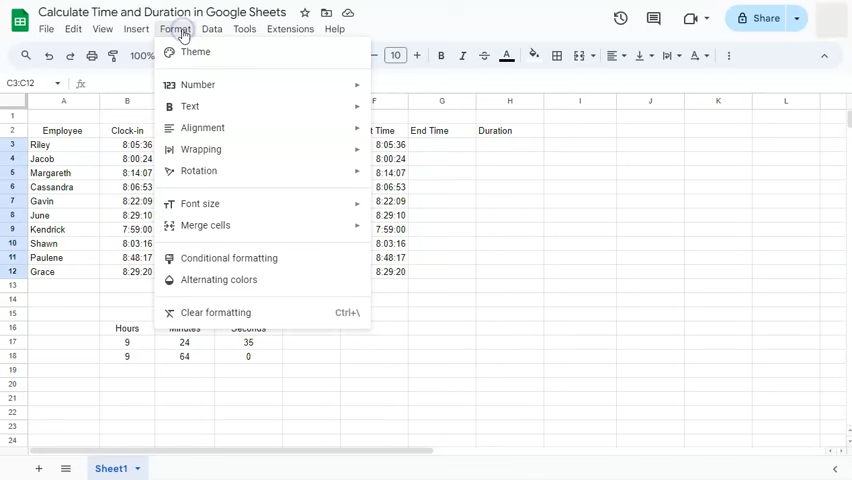 Calculate Time and Duration in Google Sheets
File Edit View Insert Format Data Tools Extensions Help
Share
100% 10 B I A
C3:C12 fx
Theme
123 Number
B Text
Alignment
Wrapping
Rotation
Font size
Merge cells
Conditional formatting
Alternating colors
Clear formatting Ctrl+\
A B F G H I J K L
1
2 Employee Clock-in t Time End Time Duration
3 Riley 8:05:36 8:05:36
4 Jacob 8:00:24 8:00:24
5 Margareth 8:14:07 8:14:07
6 Cassandra 8:06:53 8:06:53
7 Gavin 8:22:09 8:22:09
8 June 8:29:10 8:29:10
9 Kendrick 7:59:00 7:59:00
10 Shawn 8:03:16 8:03:16
11 Paulene 8:48:17 8:48:17
12 Grace 8:29:20 8:29:20
13
14
15
16 Hours Minutes Seconds
17 9 24 35
18 9 64 0
19
20
21
22
23
24
Sheet1